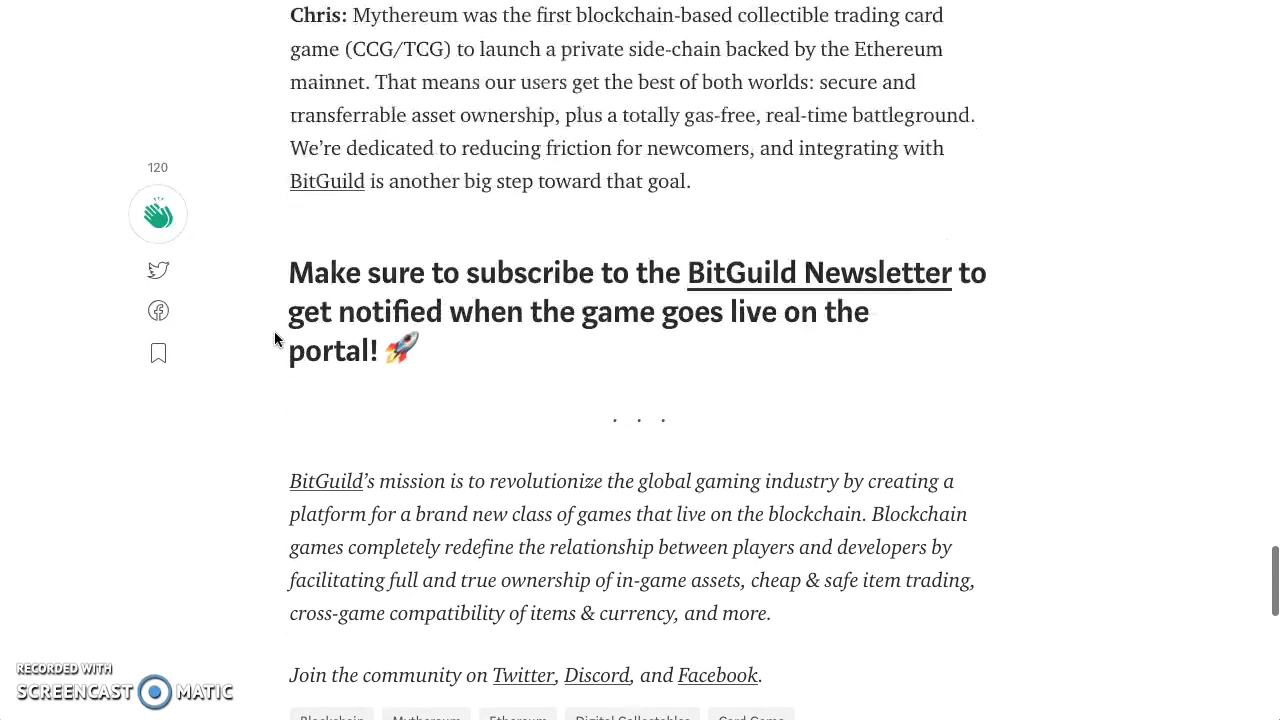 Chris: Mythereum was the first blockchain-based collectible trading card
game (CCG/TCG) to launch a private side-chain backed by the Ethereum
mainnet. That means our users get the best of both worlds: secure and
transferrable asset ownership, plus a totally gas-free, real-time battleground.
We’re dedicated to reducing friction for newcomers, and integrating with
BitGuild is another big step toward that goal.
120
Make sure to subscribe to the BitGuild Newsletter to
get notified when the game goes live on the
portal! 🚀
. . .
BitGuild’s mission is to revolutionize the global gaming industry by creating a
platform for a brand new class of games that live on the blockchain. Blockchain
games completely redefine the relationship between players and developers by
facilitating full and true ownership of in-game assets, cheap & safe item trading,
cross-game compatibility of items & currency, and more.
Join the community on Twitter, Discord, and Facebook.
Blockchain Mythereum Ethereum Digital Collectables Card Game
RECORDED WITH
SCREENCAST MATIC